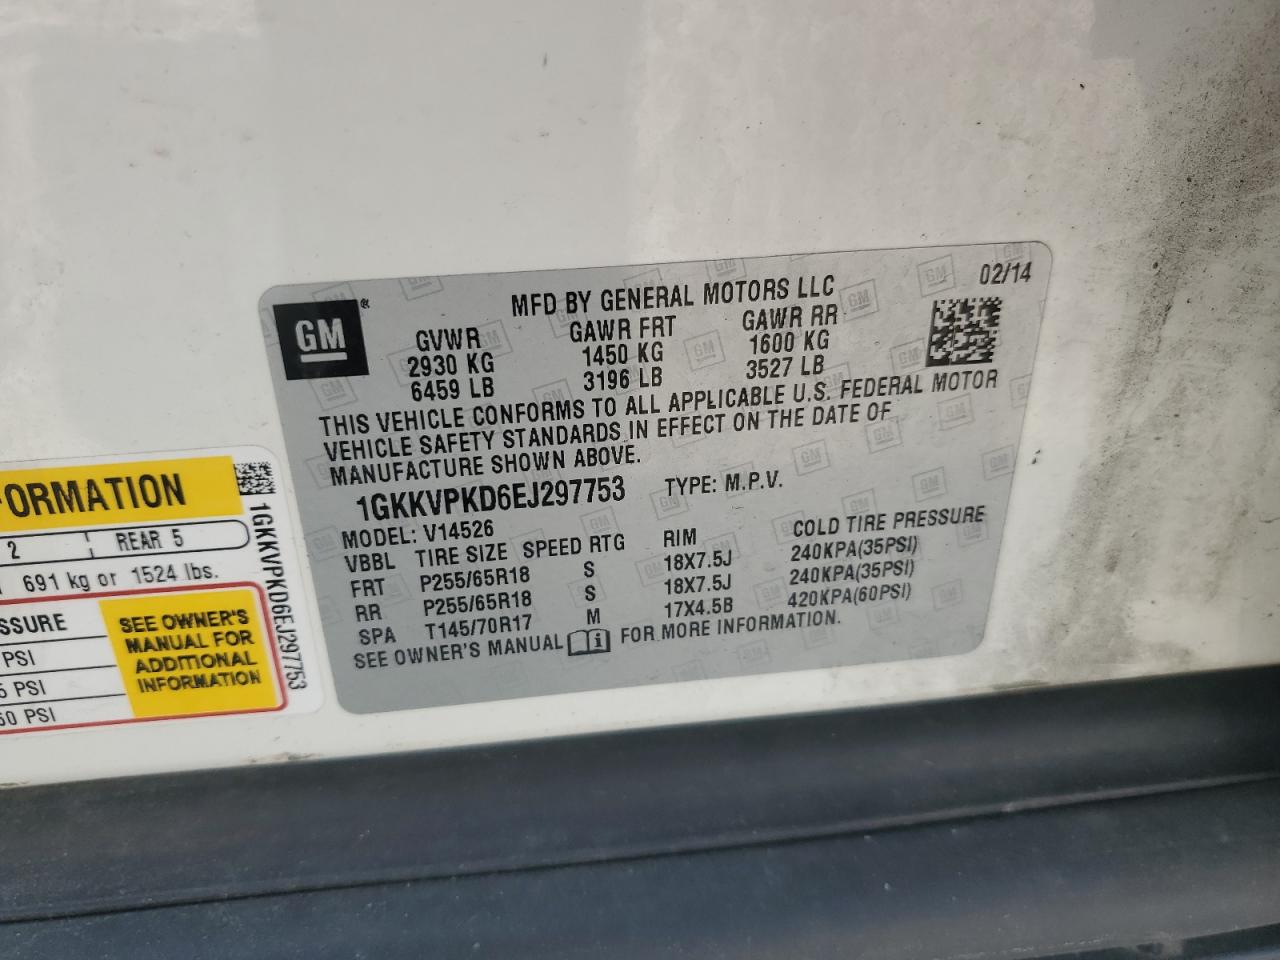 GM ®
MFD BY GENERAL MOTORS LLC
02/14
GVWR GAWR FRT GAWR RR
2930 KG 1450 KG 1600 KG
6459 LB 3196 LB 3527 LB
THIS VEHICLE CONFORMS TO ALL APPLICABLE U.S. FEDERAL MOTOR
VEHICLE SAFETY STANDARDS IN EFFECT ON THE DATE OF
MANUFACTURE SHOWN ABOVE.
1GKKVPKD6EJ297753 TYPE: M.P.V.
MODEL: V14526
VBBL TIRE SIZE SPEED RTG RIM COLD TIRE PRESSURE
FRT P255/65R18 S 18X7.5J 240KPA(35PSI)
RR P255/65R18 S 18X7.5J 240KPA(35PSI)
SPA T145/70R17 M 17X4.5B 420KPA(60PSI)
SEE OWNER'S MANUAL FOR MORE INFORMATION.
ORMATION
2 REAR 5
691 kg or 1524 lbs.
SSURE
PSI
PSI
60 PSI
SEE OWNER'S
MANUAL FOR
ADDITIONAL
INFORMATION
1GKKVPKD6EJ297753